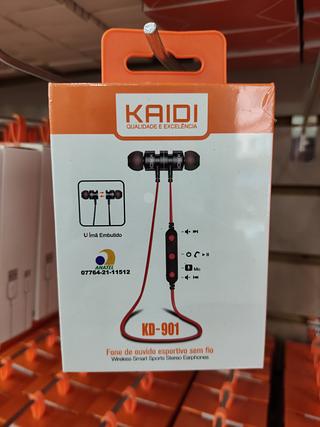 KAIDI
QUALIDADE E EXCELÊNCIA
U Ímã Embutido
ANATEL
07764-21-11512
Mic
KD-901
Fone de ouvido esportivo sem fio
Wireless Smart Sports Stereo Earphones